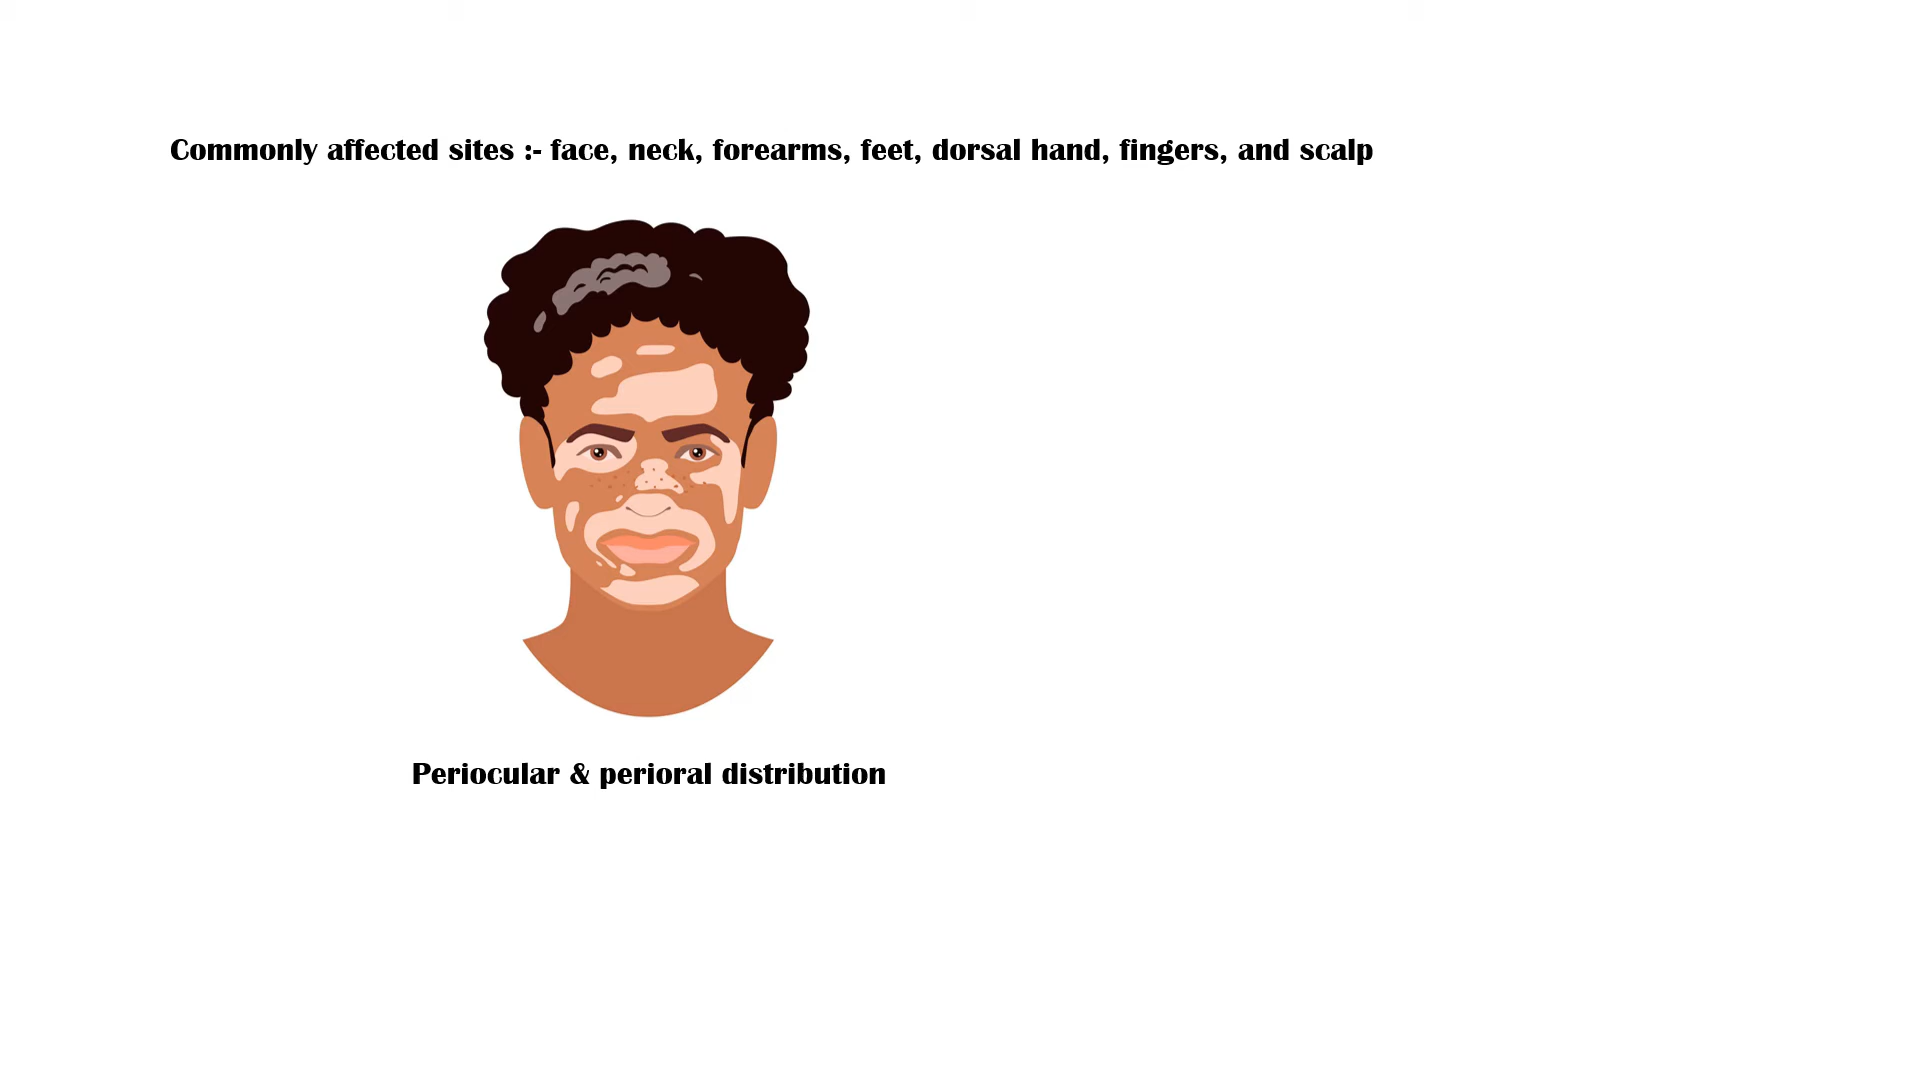 Commonly affected sites :- face, neck, forearms, feet, dorsal hand, fingers, and scalp
Periocular & perioral distribution